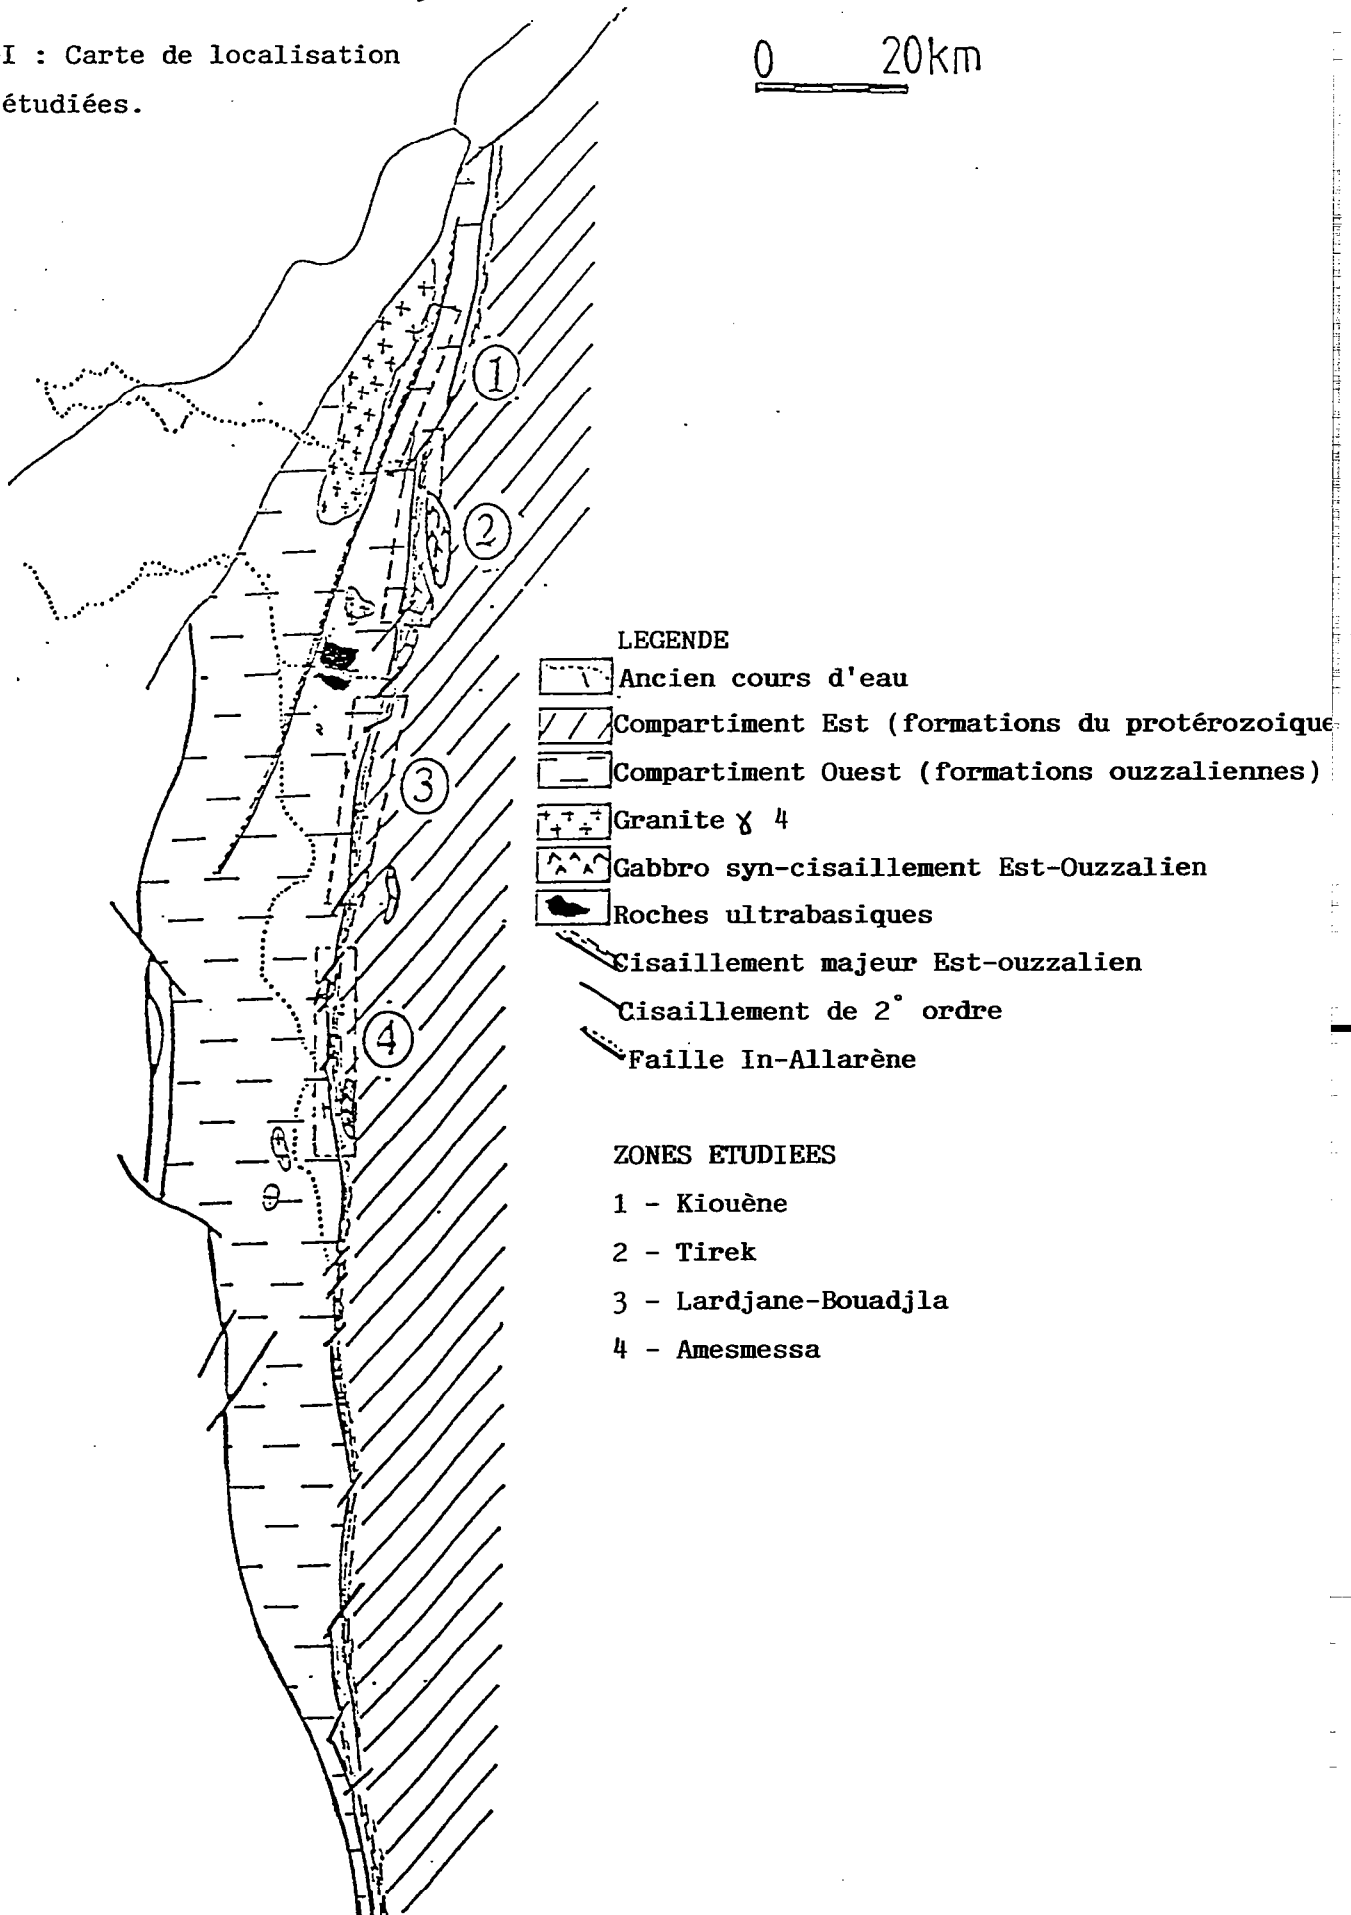 I : Carte de localisation
étudiées.
0 20km
1
2
3
4
LEGENDE
Ancien cours d'eau
Compartiment Est (formations du protérozoique
Compartiment Ouest (formations ouzzaliennes)
Granite ɣ 4
Gabbro syn-cisaillement Est-Ouzzalien
Roches ultrabasiques
Cisaillement majeur Est-ouzzalien
Cisaillement de 2° ordre
Faille In-Allarène
ZONES ETUDIEES
1 - Kiouène
2 - Tirek
3 - Lardjane-Bouadjla
4 - Amesmessa